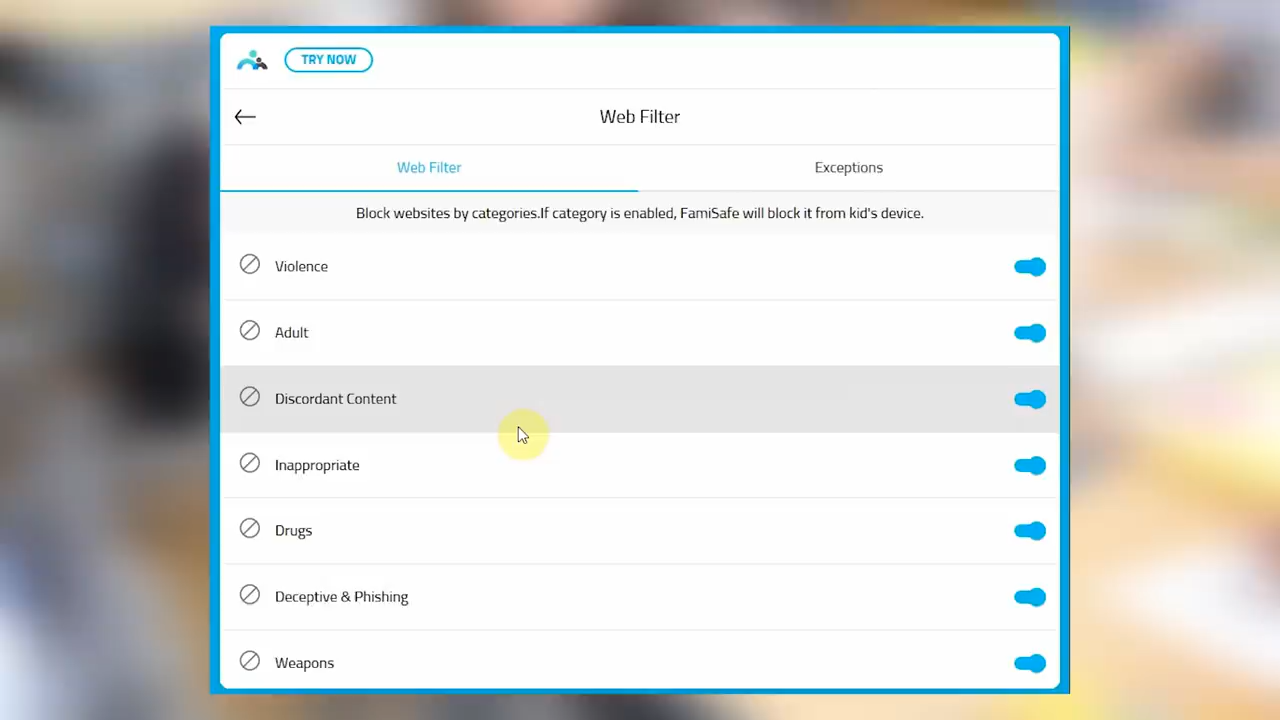 TRY NOW
Web Filter
Web Filter
Exceptions
Block websites by categories.If category is enabled, FamiSafe will block it from kid's device.
Violence
Adult
Discordant Content
Inappropriate
Drugs
Deceptive & Phishing
Weapons